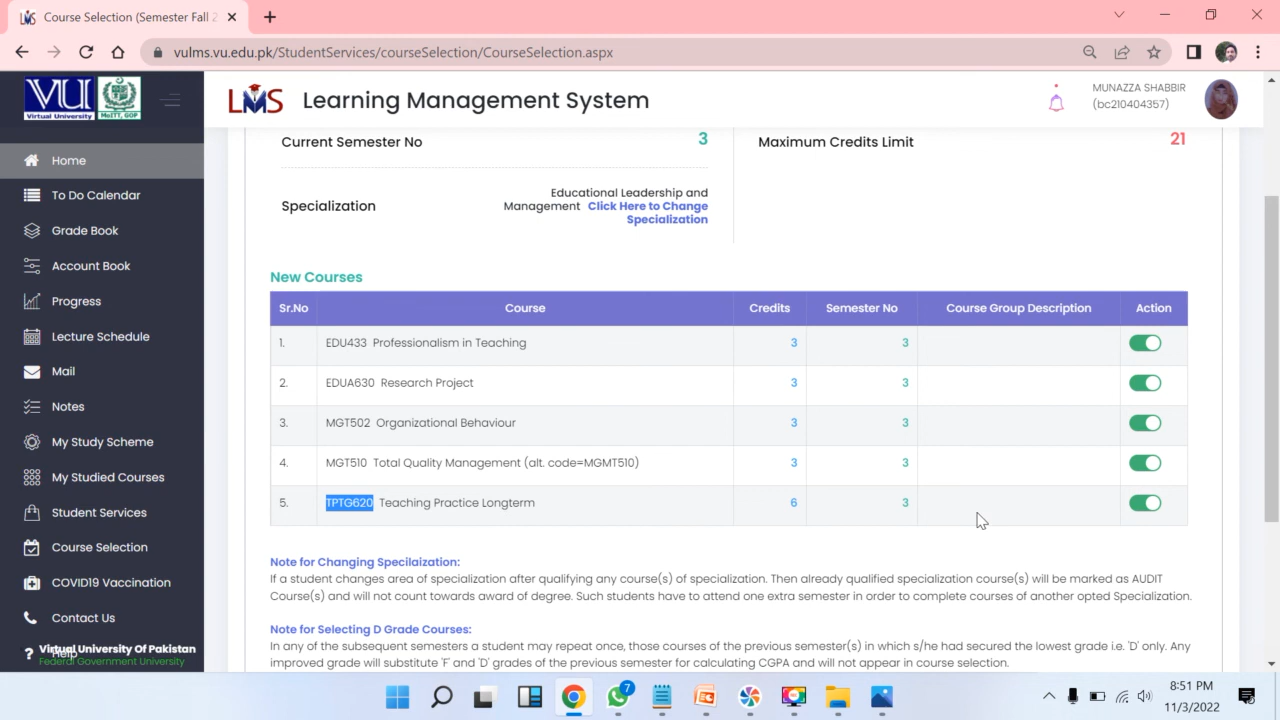 Course Selection (Semester Fall 2
vulms.vu.edu.pk/StudentServices/courseSelection/CourseSelection.aspx
VU
Virtual University
MoITT, GOP
LMS Learning Management System
MUNAZZA SHABBIR
(bc210404357)
Home
To Do Calendar
Grade Book
Account Book
Progress
Lecture Schedule
Mail
Notes
My Study Scheme
My Studied Courses
Student Services
Course Selection
COVID19 Vaccination
Contact Us
Help
Virtual University Of Pakistan
Federal Government University
Current Semester No 3
Maximum Credits Limit 21
Specialization
Educational Leadership and
Management Click Here to Change
Specialization
New Courses
Sr.No Course Credits Semester No Course Group Description Action
1. EDU433 Professionalism in Teaching 3 3
2. EDUA630 Research Project 3 3
3. MGT502 Organizational Behaviour 3 3
4. MGT510 Total Quality Management (alt. code=MGMT510) 3 3
5. TPTG620 Teaching Practice Longterm 6 3
Note for Changing Specilaization:
If a student changes area of specialization after qualifying any course(s) of specialization. Then already qualified specialization course(s) will be marked as AUDIT
Course(s) and will not count towards award of degree. Such students have to attend one extra semester in order to complete courses of another opted Specialization.
Note for Selecting D Grade Courses:
In any of the subsequent semesters a student may repeat once, those courses of the previous semester(s) in which s/he had secured the lowest grade i.e. 'D' only. Any
improved grade will substitute 'F' and 'D' grades of the previous semester for calculating CGPA and will not appear in course selection.
7
8:51 PM
11/3/2022